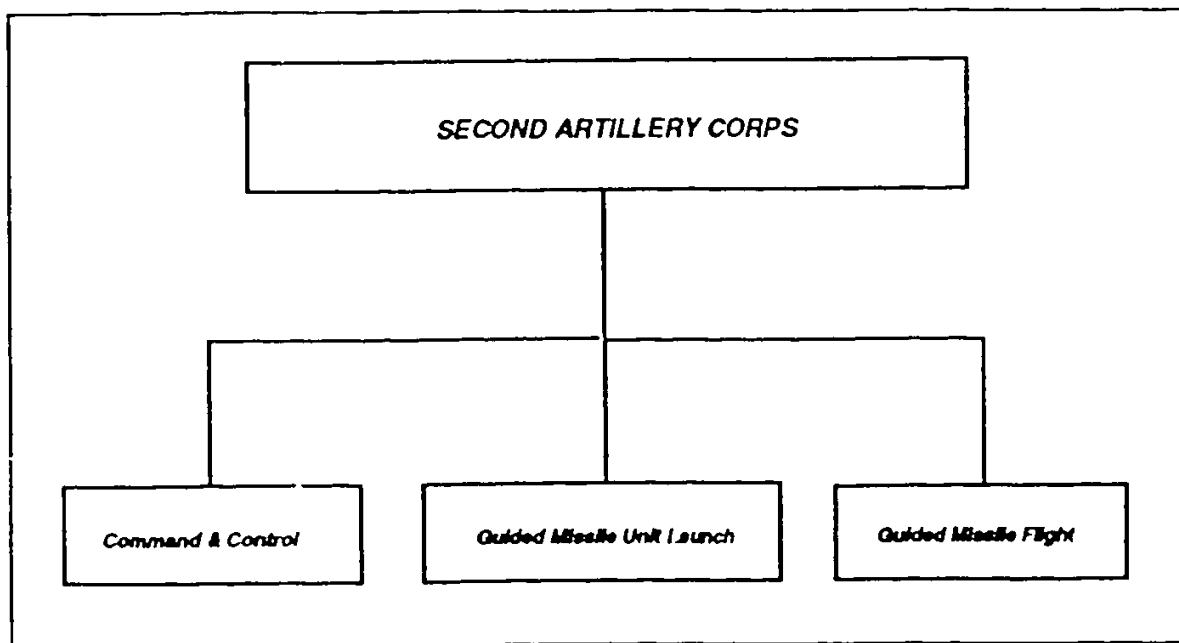 SECOND ARTILLERY CORPS
Command & Control
Guided Missile Unit Launch
Guided Missile Flight